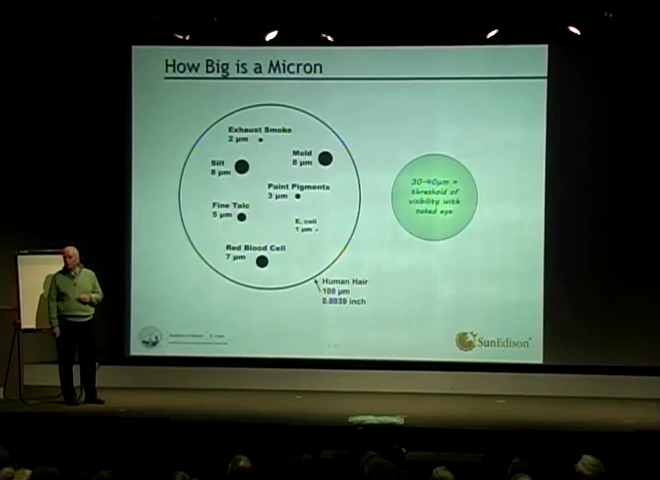 How Big is a Micron
Exhaust Smoke
2 µm
Mold
8 µm
Silt
8 µm
Paint Pigments
3 µm
Fine Talc
5 µm
E. coli
1 µm
Red Blood Cell
7 µm
Human Hair
100 µm
0.0039 inch
30-40µm =
threshold of
visibility with
naked eye
SunEdison